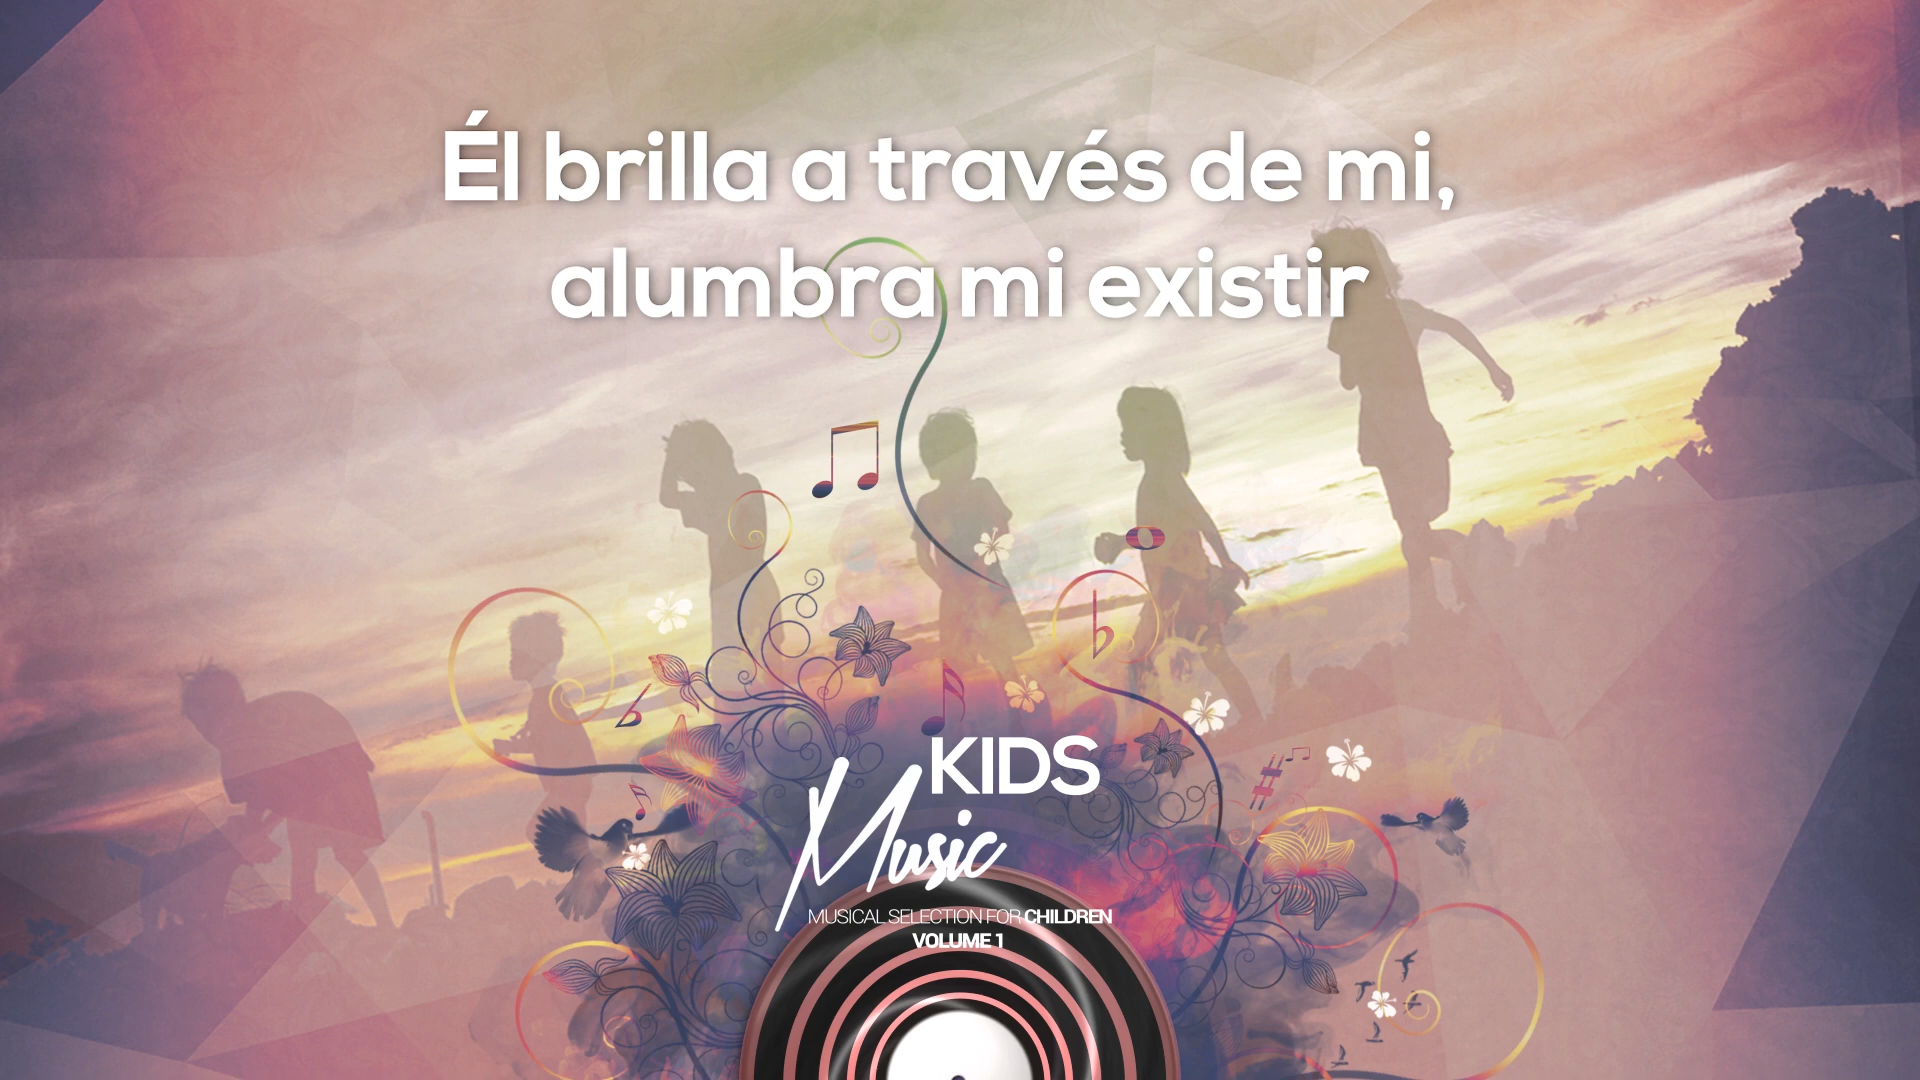 Él brilla a través de mi,
alumbra mi existir
KIDS
Music
MUSICAL SELECTION FOR CHILDREN
VOLUME 1